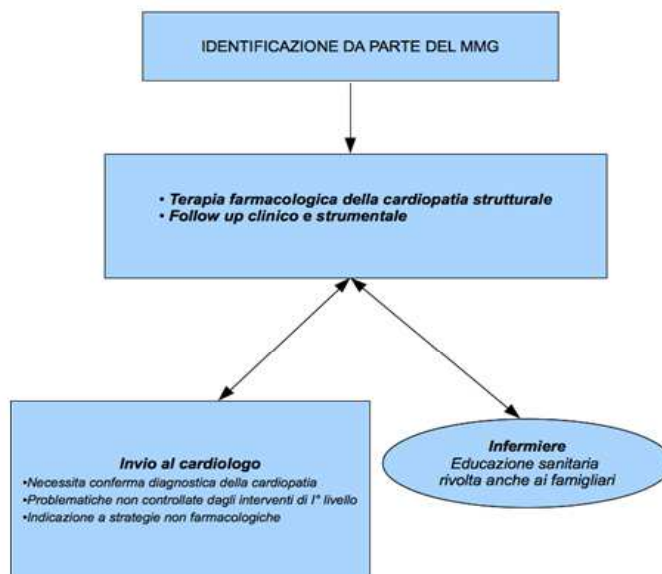 IDENTIFICAZIONE DA PARTE DEL MMG
• Terapia farmacologica della cardiopatia strutturale
• Follow up clinico e strumentale
Invio al cardiologo
•Necessita conferma diagnostica della cardiopatia
•Problematiche non controllate dagli interventi di I° livello
•Indicazione a strategie non farmacologiche
Infermiere
Educazione sanitaria
rivolta anche ai famigliari